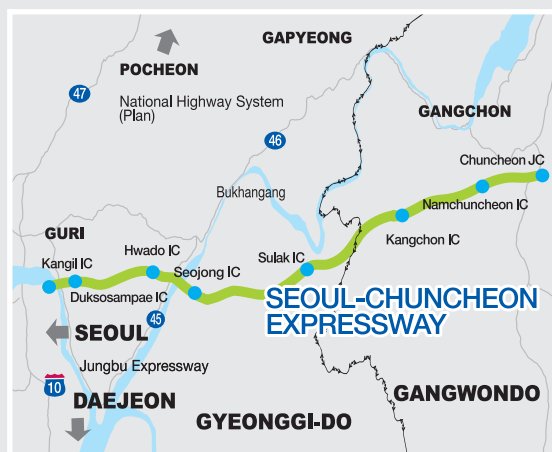 GAPYEONG
POCHEON
47
National Highway System
(Plan)
GANGCHON
46
Chuncheon JC
Bukhangang
Namchuncheon IC
GURI
Kangchon IC
Hwado IC
Sulak IC
Kangil IC
Seojong IC
Duksosampae IC
SEOUL-CHUNCHEON
EXPRESSWAY
45
SEOUL
Jungbu Expressway
10
DAEJEON
GANGWONDO
GYEONGGI-DO